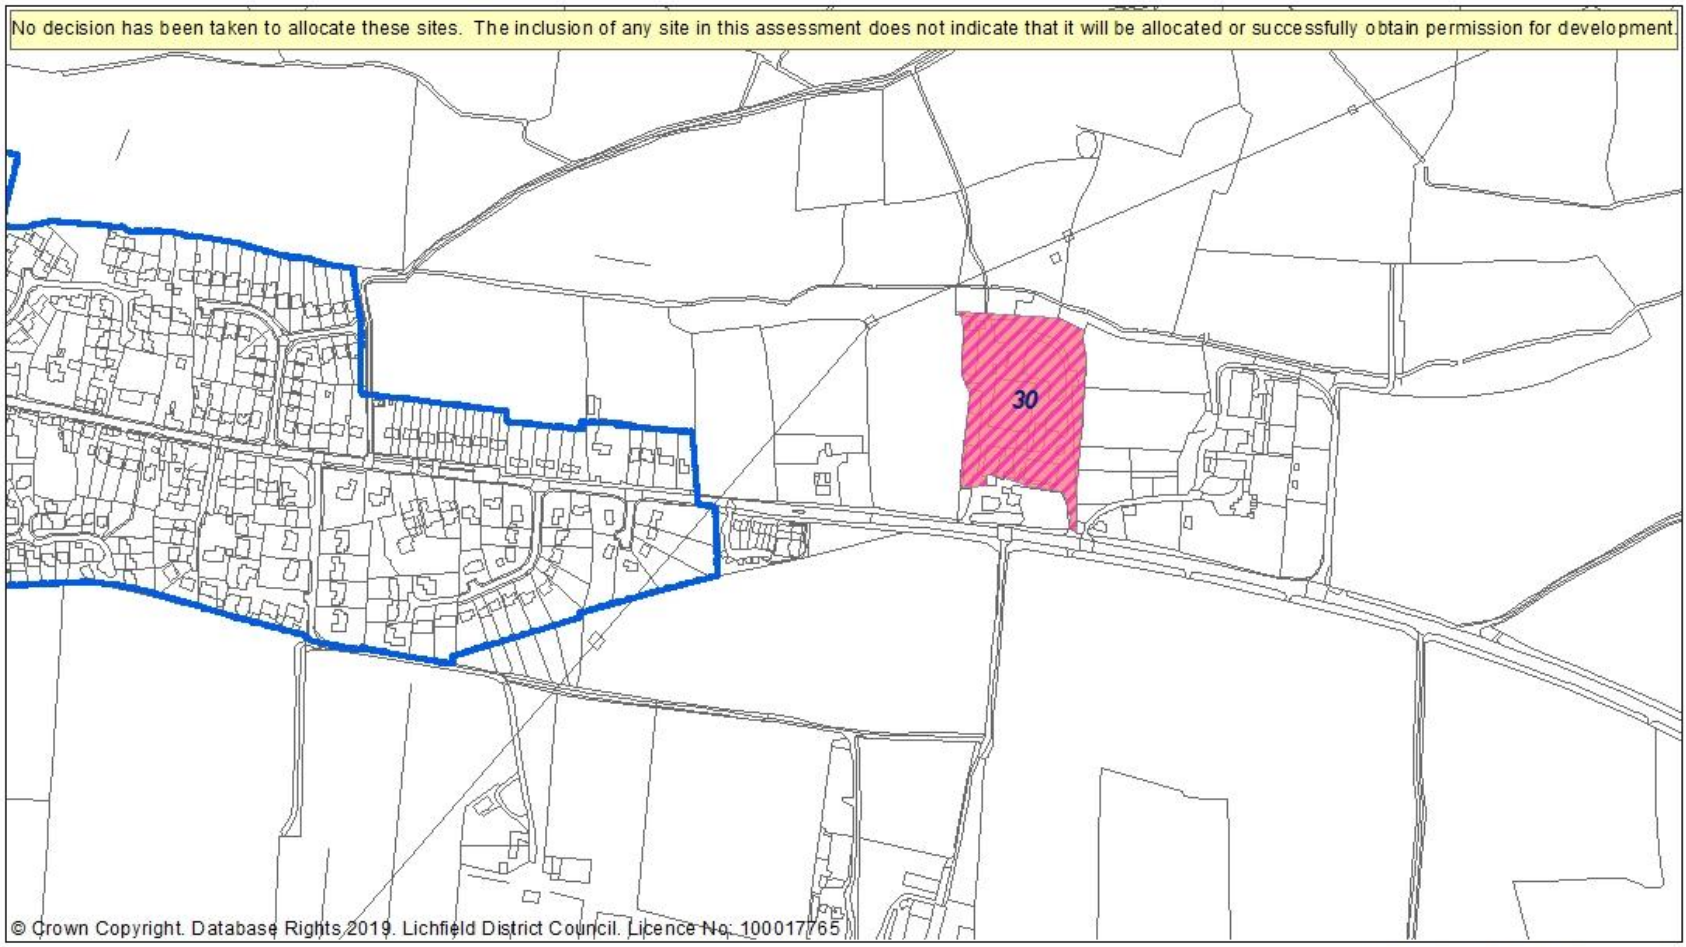 No decision has been taken to allocate these sites. The inclusion of any site in this assessment does not indicate that it will be allocated or successfully obtain permission for development.
30
© Crown Copyright. Database Rights 2019. Lichfield District Council. Licence No: 100017765